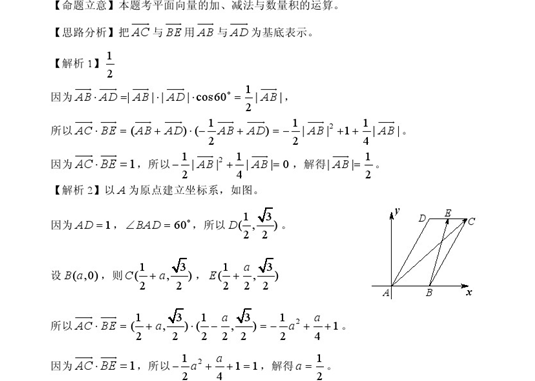 【命题立意】本题考平面向量的加、减法与数量积的运算。
【思路分析】把 $\overrightarrow{AC}$ 与 $\overrightarrow{BE}$ 用 $\overrightarrow{AB}$ 与 $\overrightarrow{AD}$ 为基底表示。
【解析1】$\frac{1}{2}$
因为 $\overrightarrow{AB}\cdot\overrightarrow{AD}=|\overrightarrow{AB}|\cdot|\overrightarrow{AD}|\cdot\cos60°=\frac{1}{2}|\overrightarrow{AB}|$，
所以 $\overrightarrow{AC}\cdot\overrightarrow{BE}=(\overrightarrow{AB}+\overrightarrow{AD})\cdot(-\frac{1}{2}\overrightarrow{AB}+\overrightarrow{AD})=-\frac{1}{2}|\overrightarrow{AB}|^2+1+\frac{1}{4}|\overrightarrow{AB}|$。
因为 $\overrightarrow{AC}\cdot\overrightarrow{BE}=1$，所以 $-\frac{1}{2}|\overrightarrow{AB}|^2+\frac{1}{4}|\overrightarrow{AB}|=0$，解得 $|\overrightarrow{AB}|=\frac{1}{2}$。
【解析2】以 A 为原点建立坐标系，如图。
因为 $AD=1$，$\angle BAD=60°$，所以 $D(\frac{1}{2},\frac{\sqrt{3}}{2})$。
设 $B(a,0)$，则 $C(\frac{1}{2}+a,\frac{\sqrt{3}}{2})$，$E(\frac{1}{2}+\frac{a}{2},\frac{\sqrt{3}}{2})$
所以 $\overrightarrow{AC}\cdot\overrightarrow{BE}=(\frac{1}{2}+a,\frac{\sqrt{3}}{2})\cdot(\frac{1}{2}-\frac{a}{2},\frac{\sqrt{3}}{2})=-\frac{1}{2}a^2+\frac{a}{4}+1$。
因为 $\overrightarrow{AC}\cdot\overrightarrow{BE}=1$，所以 $-\frac{1}{2}a^2+\frac{a}{4}+1=1$，解得 $a=\frac{1}{2}$。
y
D E C
A B x